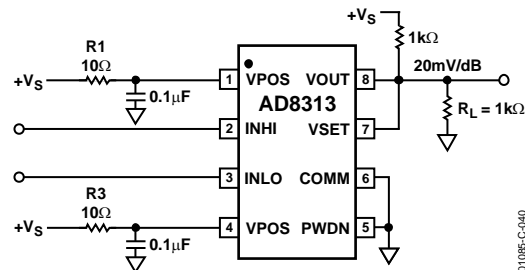 +VS
1kΩ
R1
10Ω
+VS
0.1µF
1 VPOS
VOUT 8
20mV/dB
AD8313
RL = 1kΩ
2 INHI
VSET 7
3 INLO
COMM 6
R3
10Ω
+VS
0.1µF
4 VPOS
PWDN 5
01085-C-040